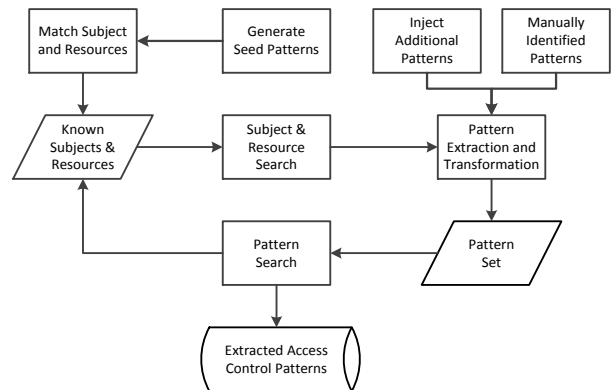 Match Subject
and Resources
Generate
Seed Patterns
Inject
Additional
Patterns
Manually
Identified
Patterns
Known
Subjects &
Resources
Subject &
Resource
Search
Pattern
Extraction and
Transformation
Pattern
Search
Pattern
Set
Extracted Access
Control Patterns